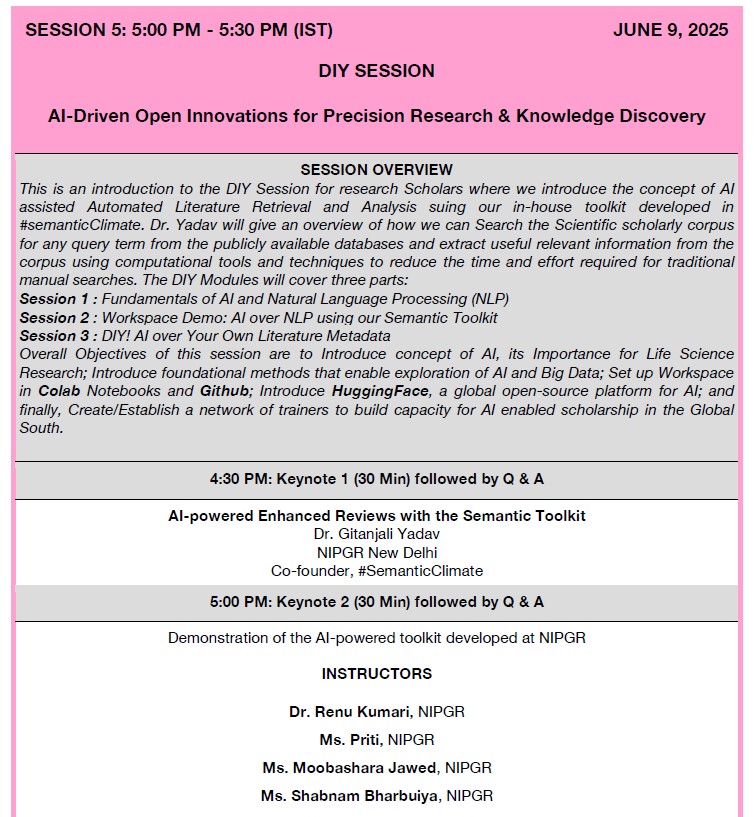 SESSION 5: 5:00 PM - 5:30 PM (IST) JUNE 9, 2025
DIY SESSION
AI-Driven Open Innovations for Precision Research & Knowledge Discovery
SESSION OVERVIEW
This is an introduction to the DIY Session for research Scholars where we introduce the concept of AI
assisted Automated Literature Retrieval and Analysis suing our in-house toolkit developed in
#semanticClimate. Dr. Yadav will give an overview of how we can Search the Scientific scholarly corpus
for any query term from the publicly available databases and extract useful relevant information from the
corpus using computational tools and techniques to reduce the time and effort required for traditional
manual searches. The DIY Modules will cover three parts:
Session 1 : Fundamentals of AI and Natural Language Processing (NLP)
Session 2 : Workspace Demo: AI over NLP using our Semantic Toolkit
Session 3 : DIY! AI over Your Own Literature Metadata
Overall Objectives of this session are to Introduce concept of AI, its Importance for Life Science
Research; Introduce foundational methods that enable exploration of AI and Big Data; Set up Workspace
in Colab Notebooks and Github; Introduce HuggingFace, a global open-source platform for AI; and
finally, Create/Establish a network of trainers to build capacity for AI enabled scholarship in the Global
South.
4:30 PM: Keynote 1 (30 Min) followed by Q & A
AI-powered Enhanced Reviews with the Semantic Toolkit
Dr. Gitanjali Yadav
NIPGR New Delhi
Co-founder, #SemanticClimate
5:00 PM: Keynote 2 (30 Min) followed by Q & A
Demonstration of the AI-powered toolkit developed at NIPGR
INSTRUCTORS
Dr. Renu Kumari, NIPGR
Ms. Priti, NIPGR
Ms. Moobashara Jawed, NIPGR
Ms. Shabnam Bharbuiya, NIPGR